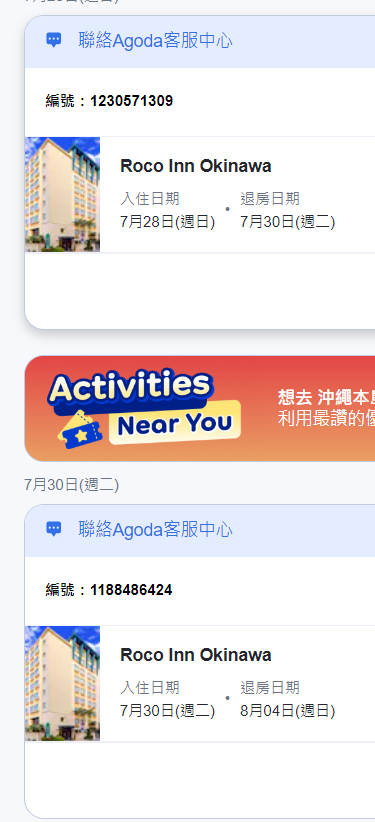 聯絡Agoda客服中心
編號：1230571309
Roco Inn Okinawa
入住日期
退房日期
7月28日(週日)
•
7月30日(週二)
Activities
Near You
想去 沖繩本
利用最讚的
7月30日(週二)
聯絡Agoda客服中心
編號：1188486424
Roco Inn Okinawa
入住日期
退房日期
7月30日(週二)
•
8月04日(週日)